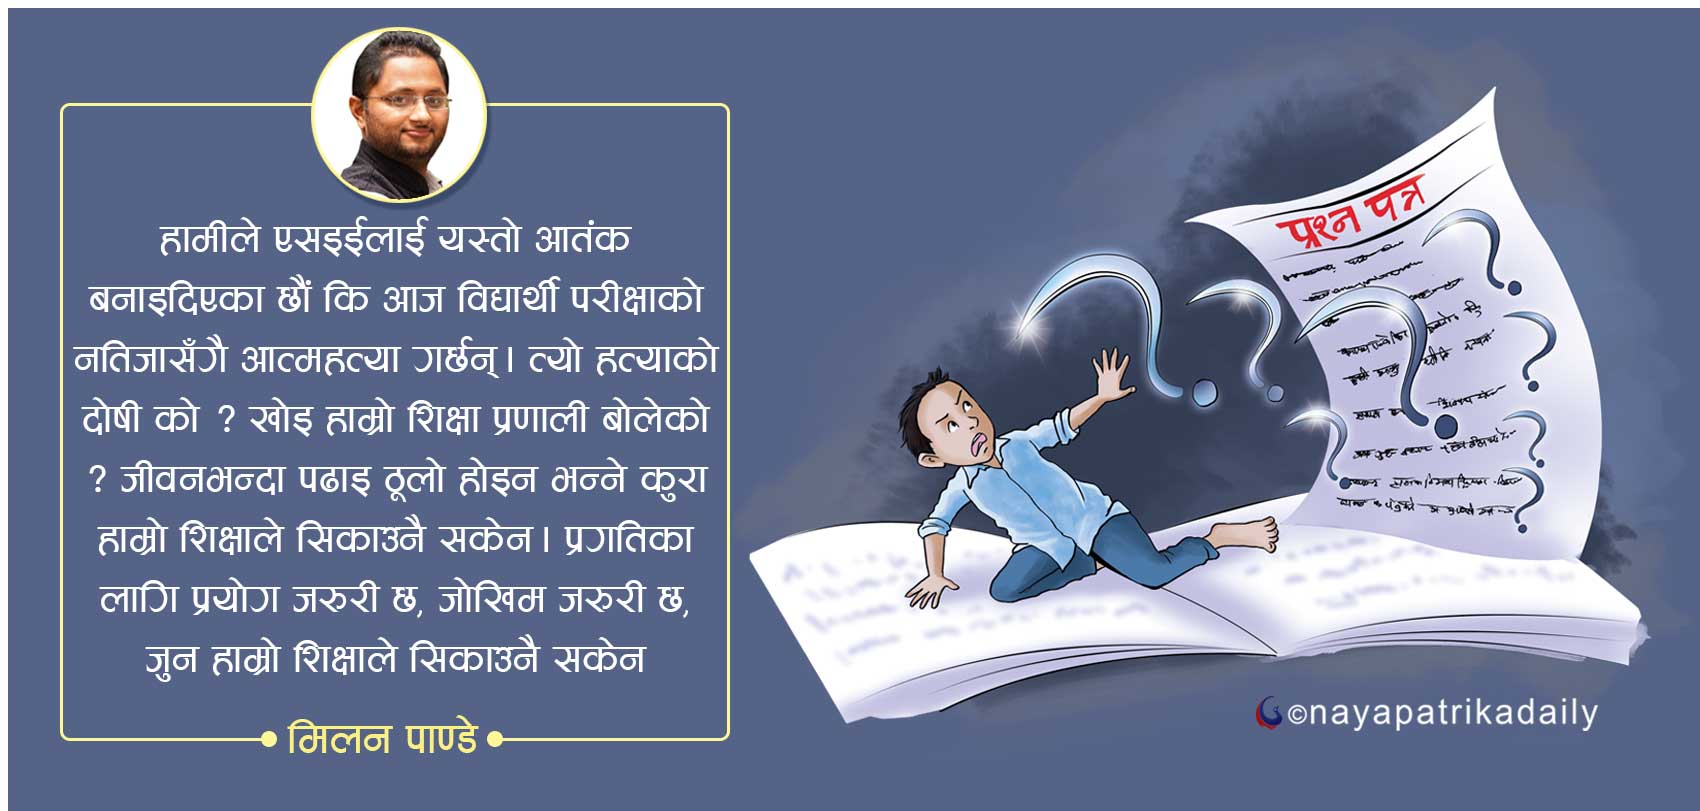 हामीले एसइईलाई यस्तो आतंक
बनाइदिएका छौं कि आज विद्यार्थी परीक्षाको
नतिजासँगै आत्महत्या गर्छन् । त्यो हत्याको
दोषी को ? खोइ हाम्रो शिक्षा प्रणाली बोलेको
? जीवनभन्दा पढाइ ठूलो होइन भन्ने कुरा
हाम्रो शिक्षाले सिकाउनै सकेन । प्रगतिका
लागि प्रयोग जरुरी छ, जोखिम जरुरी छ,
जुन हाम्रो शिक्षाले सिकाउनै सकेन
मिलन पाण्डे
प्रश्न पत्र
©nayapatrikadaily